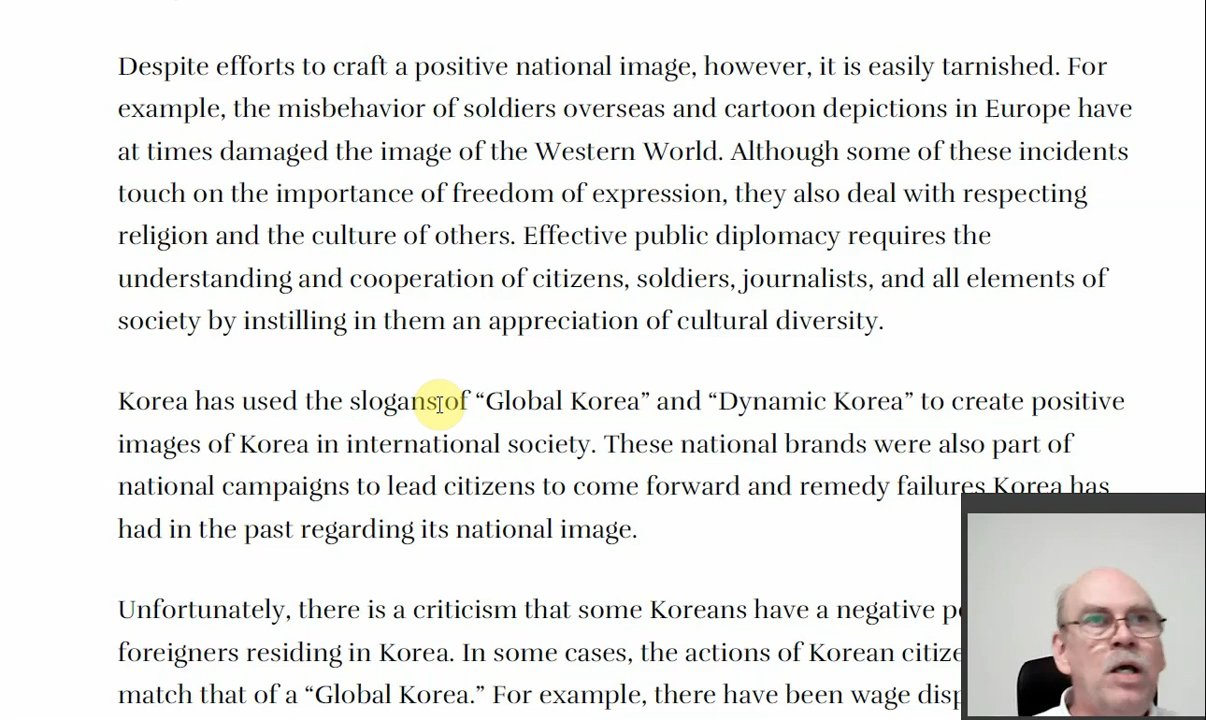 Despite efforts to craft a positive national image, however, it is easily tarnished. For
example, the misbehavior of soldiers overseas and cartoon depictions in Europe have
at times damaged the image of the Western World. Although some of these incidents
touch on the importance of freedom of expression, they also deal with respecting
religion and the culture of others. Effective public diplomacy requires the
understanding and cooperation of citizens, soldiers, journalists, and all elements of
society by instilling in them an appreciation of cultural diversity.
Korea has used the slogans of “Global Korea” and “Dynamic Korea” to create positive
images of Korea in international society. These national brands were also part of
national campaigns to lead citizens to come forward and remedy failures Korea has
had in the past regarding its national image.
Unfortunately, there is a criticism that some Koreans have a negative
foreigners residing in Korea. In some cases, the actions of Korean
match that of a “Global Korea.” For example, there have been wage